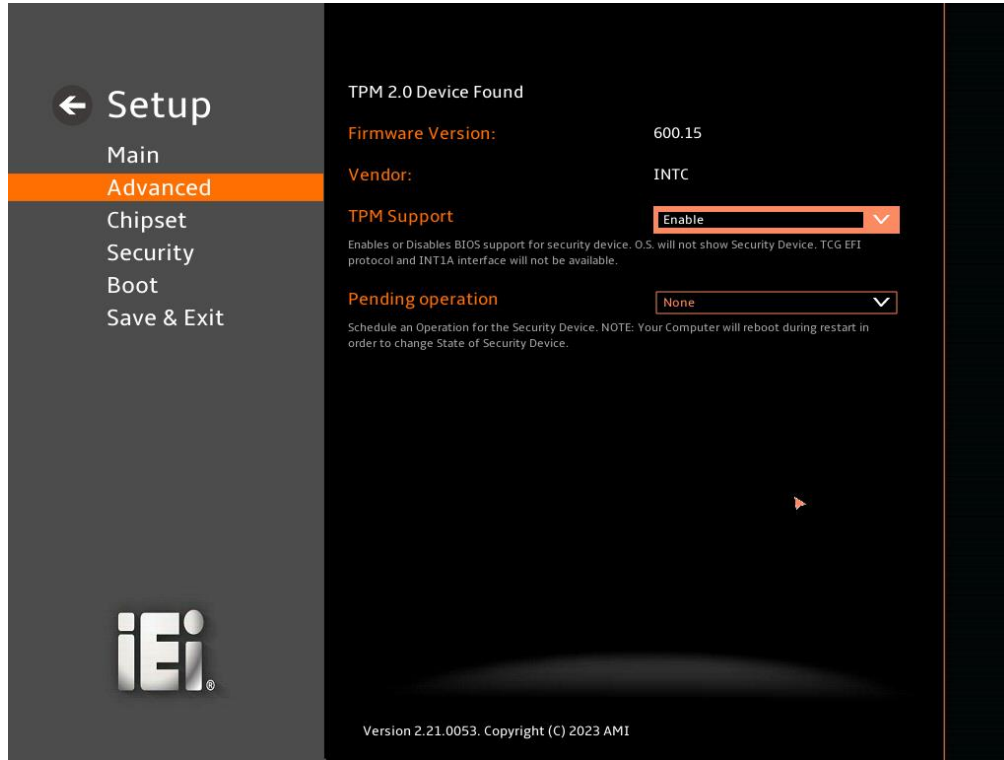 Setup
Main
Advanced
Chipset
Security
Boot
Save & Exit
TPM 2.0 Device Found
Firmware Version: 600.15
Vendor: INTC
TPM Support Enable
Enables or Disables BIOS support for security device. O.S. will not show Security Device. TCG EFI
protocol and INT1A interface will not be available.
Pending operation None
Schedule an Operation for the Security Device. NOTE: Your Computer will reboot during restart in
order to change State of Security Device.
iEi®
Version 2.21.0053. Copyright (C) 2023 AMI